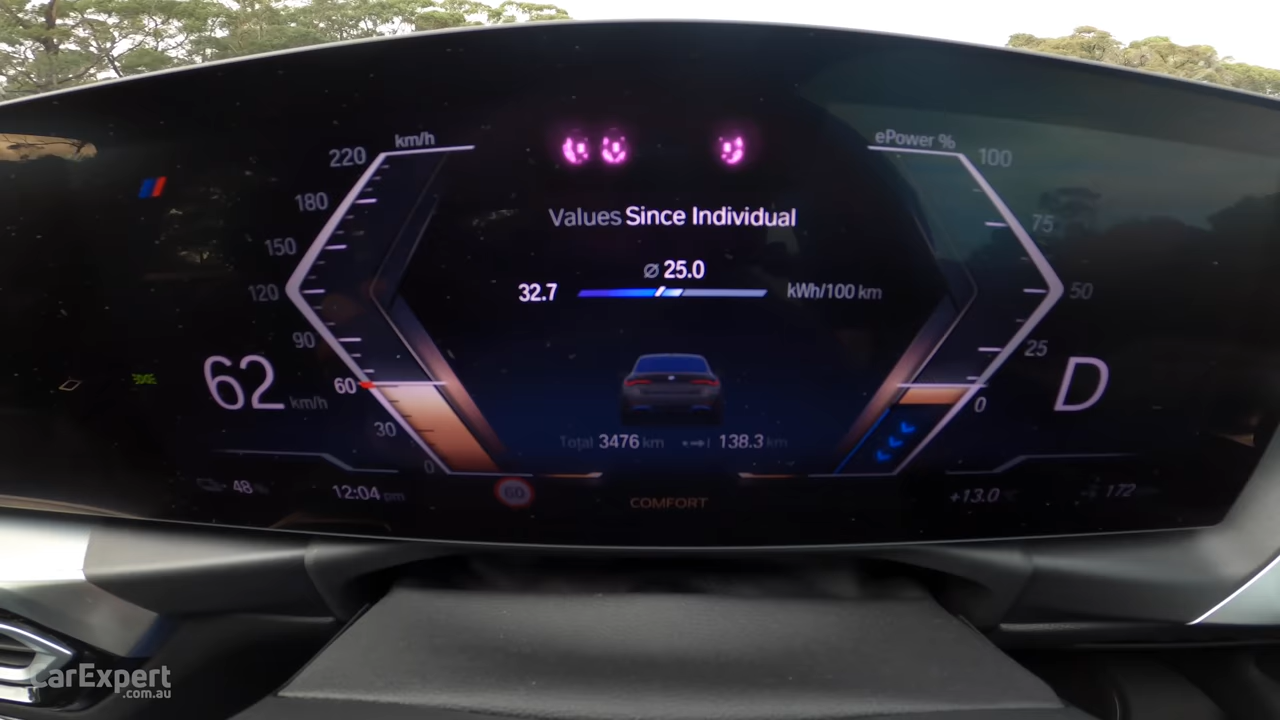 km/h
ePower %
220
180
150
120
90
60
30
0
100
75
50
25
0
Values Since Individual
Ø 25.0
32.7
kWh/100 km
62 km/h
D
Total 3476 km
138.3 km
48
12:04 pm
60
COMFORT
+13.0 °C
172
CarExpert
.com.au